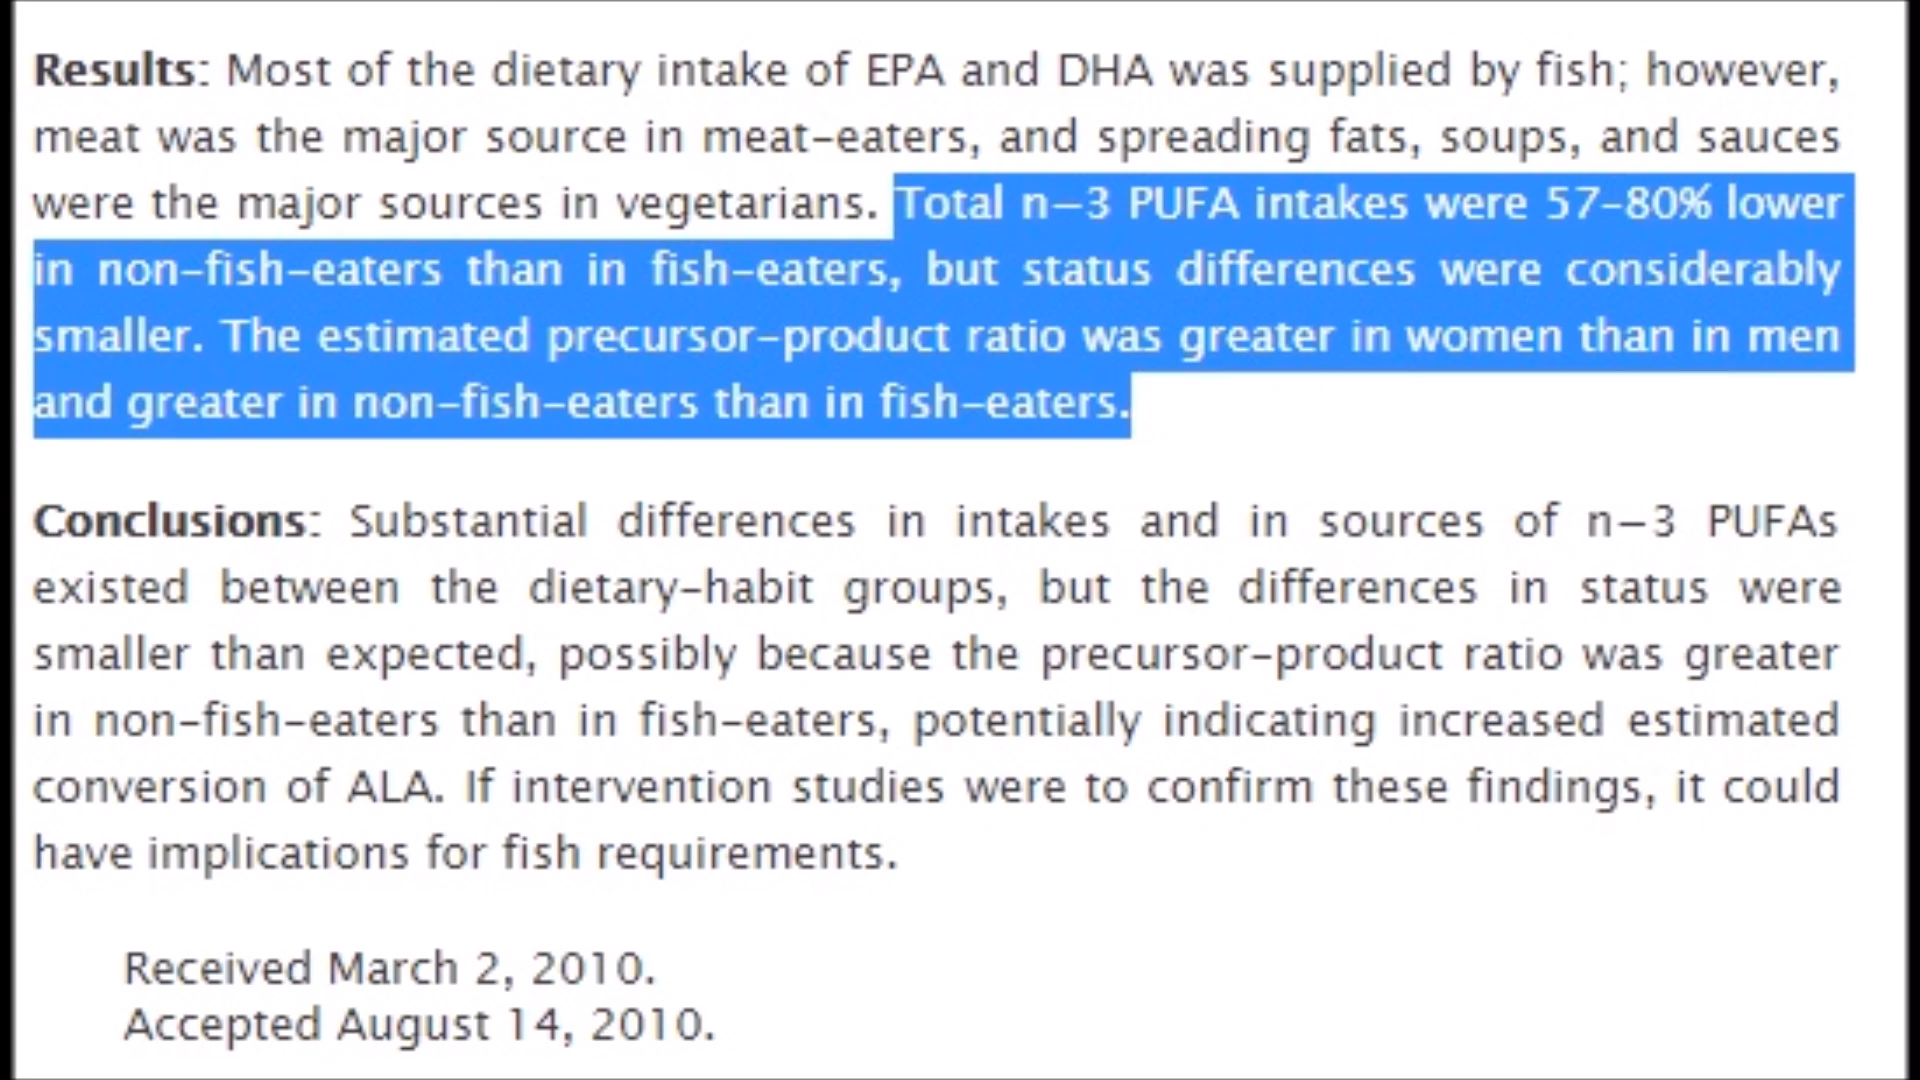 Results: Most of the dietary intake of EPA and DHA was supplied by fish; however,
meat was the major source in meat–eaters, and spreading fats, soups, and sauces
were the major sources in vegetarians. Total n−3 PUFA intakes were 57–80% lower
in non–fish–eaters than in fish–eaters, but status differences were considerably
smaller. The estimated precursor–product ratio was greater in women than in men
and greater in non–fish–eaters than in fish–eaters.
Conclusions: Substantial differences in intakes and in sources of n−3 PUFAs
existed between the dietary–habit groups, but the differences in status were
smaller than expected, possibly because the precursor–product ratio was greater
in non–fish–eaters than in fish–eaters, potentially indicating increased estimated
conversion of ALA. If intervention studies were to confirm these findings, it could
have implications for fish requirements.
Received March 2, 2010.
Accepted August 14, 2010.